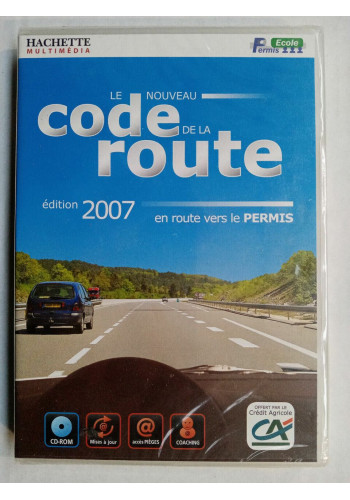 HACHETTE
MULTIMÉDIA
Permis Ecole
LE NOUVEAU
code
DE LA
route
édition 2007
en route vers le PERMIS
CD-ROM
Mises à jour
accès PIÈGES
COACHING
OFFERT PAR LE
Crédit Agricole
CA